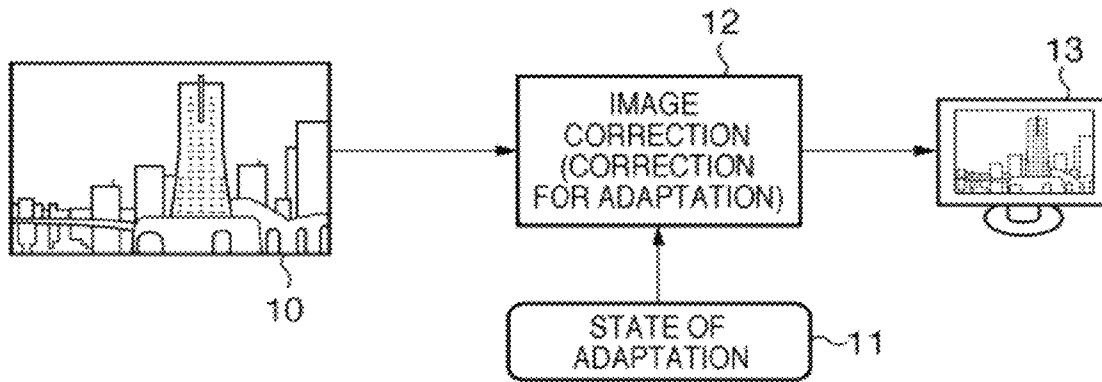 12
13
IMAGE
CORRECTION
(CORRECTION
FOR ADAPTATION)
10
STATE OF
ADAPTATION
11